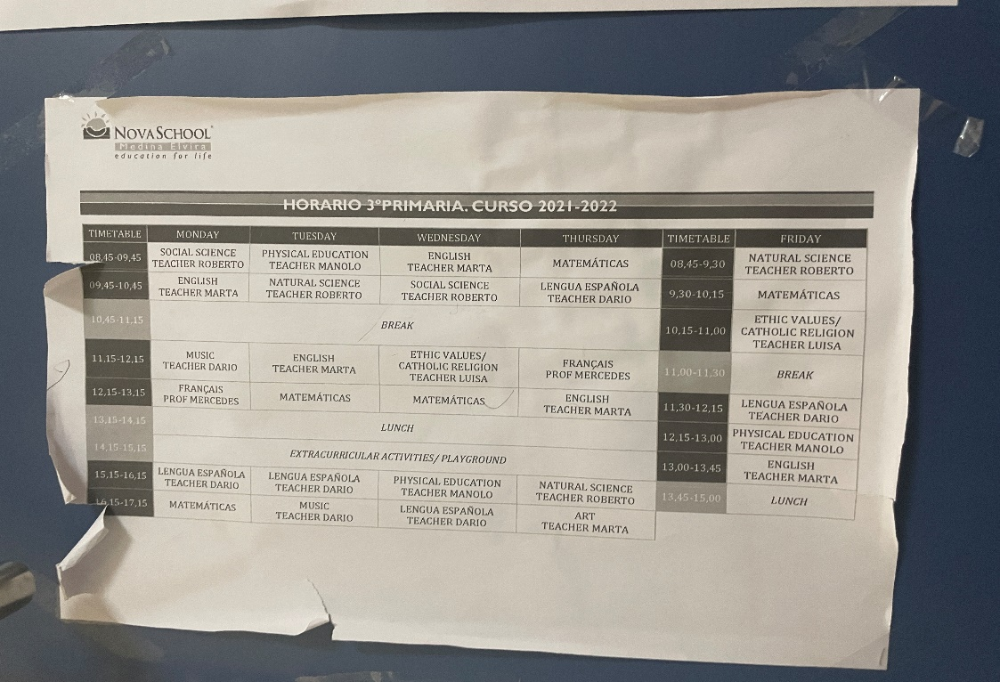 NOVA SCHOOL®
Medina Elvira
education for life
HORARIO 3ºPRIMARIA. CURSO 2021-2022
TIMETABLE MONDAY TUESDAY WEDNESDAY THURSDAY TIMETABLE FRIDAY
08,45-09,45
SOCIAL SCIENCE
TEACHER ROBERTO
PHYSICAL EDUCATION
TEACHER MANOLO
ENGLISH
TEACHER MARTA
MATEMÁTICAS
08,45-9,30
NATURAL SCIENCE
TEACHER ROBERTO
09,45-10,45
ENGLISH
TEACHER MARTA
NATURAL SCIENCE
TEACHER ROBERTO
SOCIAL SCIENCE
TEACHER ROBERTO
LENGUA ESPAÑOLA
TEACHER DARIO
9,30-10,15
MATEMÁTICAS
10,45-11,15
BREAK
10,15-11,00
ETHIC VALUES/
CATHOLIC RELIGION
TEACHER LUISA
11,15-12,15
MUSIC
TEACHER DARIO
ENGLISH
TEACHER MARTA
ETHIC VALUES/
CATHOLIC RELIGION
TEACHER LUISA
FRANÇAIS
PROF MERCEDES
11,00-11,30
BREAK
12,15-13,15
FRANÇAIS
PROF MERCEDES
MATEMÁTICAS
MATEMÁTICAS
ENGLISH
TEACHER MARTA
11,30-12,15
LENGUA ESPAÑOLA
TEACHER DARIO
13,15-14,15
LUNCH
12,15-13,00
PHYSICAL EDUCATION
TEACHER MANOLO
14,15-15,15
EXTRACURRICULAR ACTIVITIES/ PLAYGROUND
13,00-13,45
ENGLISH
TEACHER MARTA
15,15-16,15
LENGUA ESPAÑOLA
TEACHER DARIO
LENGUA ESPAÑOLA
TEACHER DARIO
PHYSICAL EDUCATION
TEACHER MANOLO
NATURAL SCIENCE
TEACHER ROBERTO
13,45-15,00
LUNCH
16,15-17,15
MATEMÁTICAS
MUSIC
TEACHER DARIO
LENGUA ESPAÑOLA
TEACHER DARIO
ART
TEACHER MARTA